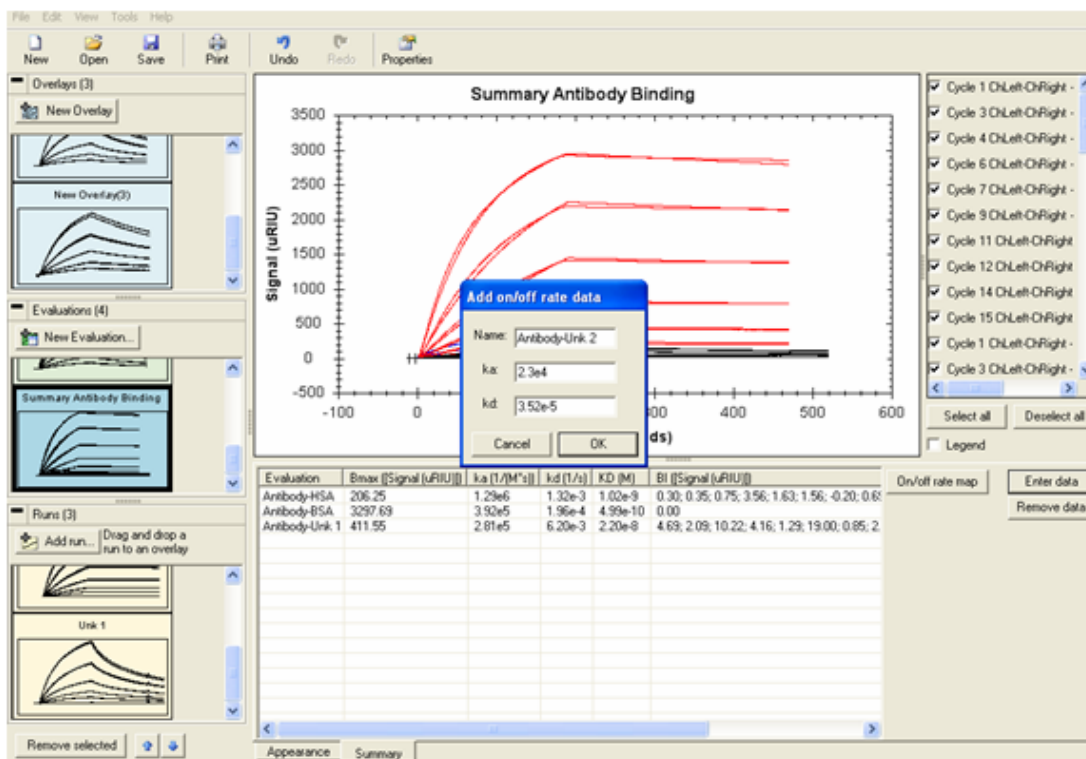 File Edit View Tools Help
New Open Save Print Undo Redo Properties
Overlays (3)
New Overlay
New Overlay(3)
Evaluations (4)
New Evaluation...
Summary Antibody Binding
Runs (3)
Add run... Drag and drop a
run to an overlay
Unk 1
Remove selected
Summary Antibody Binding
Signal (uRIU)
3500
3000
2500
2000
1500
1000
500
0
-500
-100 0 300 400 500 600
ds)
Add on/off rate data
Name: Antibody-Unk 2
ka: 2.3e4
kd: 3.52e-5
Cancel OK
Cycle 1 ChLeft-ChRight -
Cycle 3 ChLeft-ChRight -
Cycle 4 ChLeft-ChRight -
Cycle 6 ChLeft-ChRight -
Cycle 7 ChLeft-ChRight -
Cycle 9 ChLeft-ChRight -
Cycle 11 ChLeft-ChRight
Cycle 12 ChLeft-ChRight
Cycle 14 ChLeft-ChRight
Cycle 15 ChLeft-ChRight
Cycle 1 ChLeft-ChRight -
Cycle 3 ChLeft-ChRight -
Select all Deselect all
Legend
Evaluation Bmax ([Signal (uRIU)]) ka (1/(M*s)) kd (1/s) KD (M) BI ([Signal (uRIU)])
Antibody-HSA 206.25 1.29e6 1.32e-3 1.02e-9 0.30; 0.35; 0.75; 3.56; 1.63; 1.56; -0.20; 0.6
Antibody-BSA 3297.69 3.92e5 1.96e-4 4.99e-10 0.00
Antibody-Unk 1 411.55 2.81e5 6.20e-3 2.20e-8 4.69; 2.09; 10.22; 4.16; 1.29; 19.00; 0.85; 2.
On/off rate map Enter data
Remove data
Appearance Summary